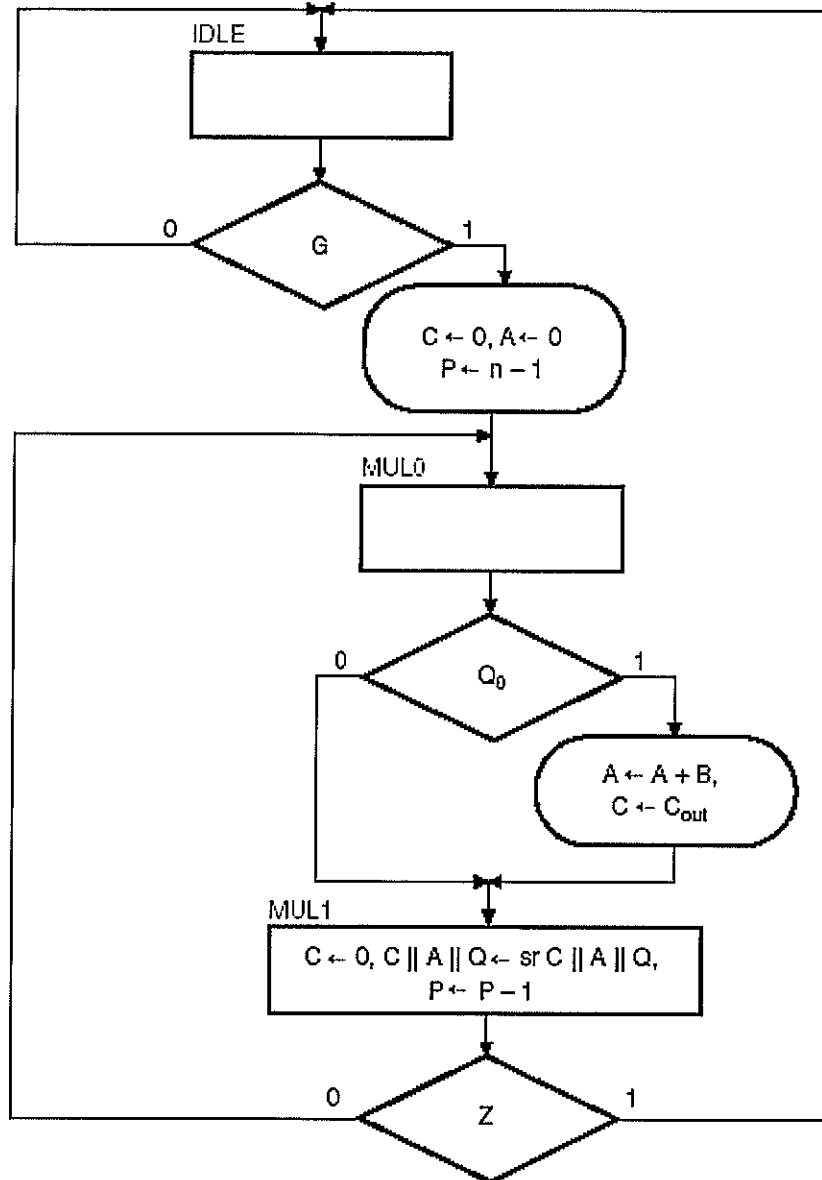 IDLE
0
G
1
C ← 0, A ← 0
P ← n – 1
MUL0
0
Q₀
1
A ← A + B,
C ← Cout
MUL1
C ← 0, C || A || Q ← sr C || A || Q,
P ← P – 1
0
Z
1